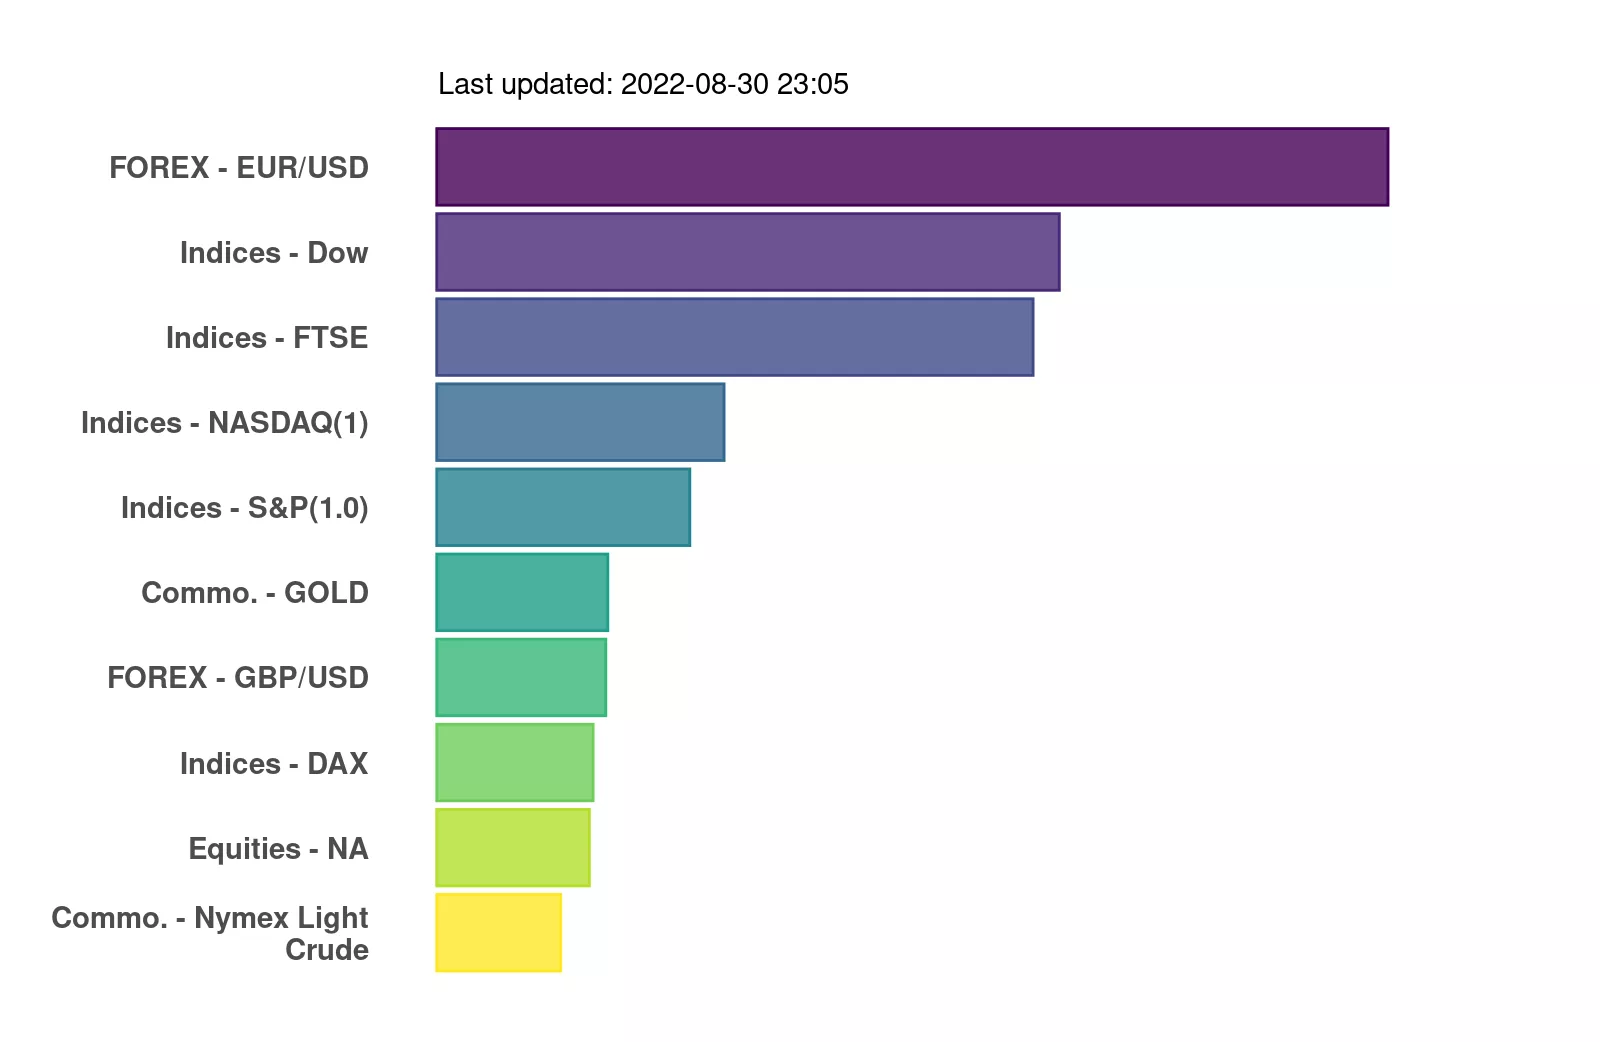 Last updated: 2022-08-30 23:05
FOREX - EUR/USD
Indices - Dow
Indices - FTSE
Indices - NASDAQ(1)
Indices - S&P(1.0)
Commo. - GOLD
FOREX - GBP/USD
Indices - DAX
Equities - NA
Commo. - Nymex Light
Crude